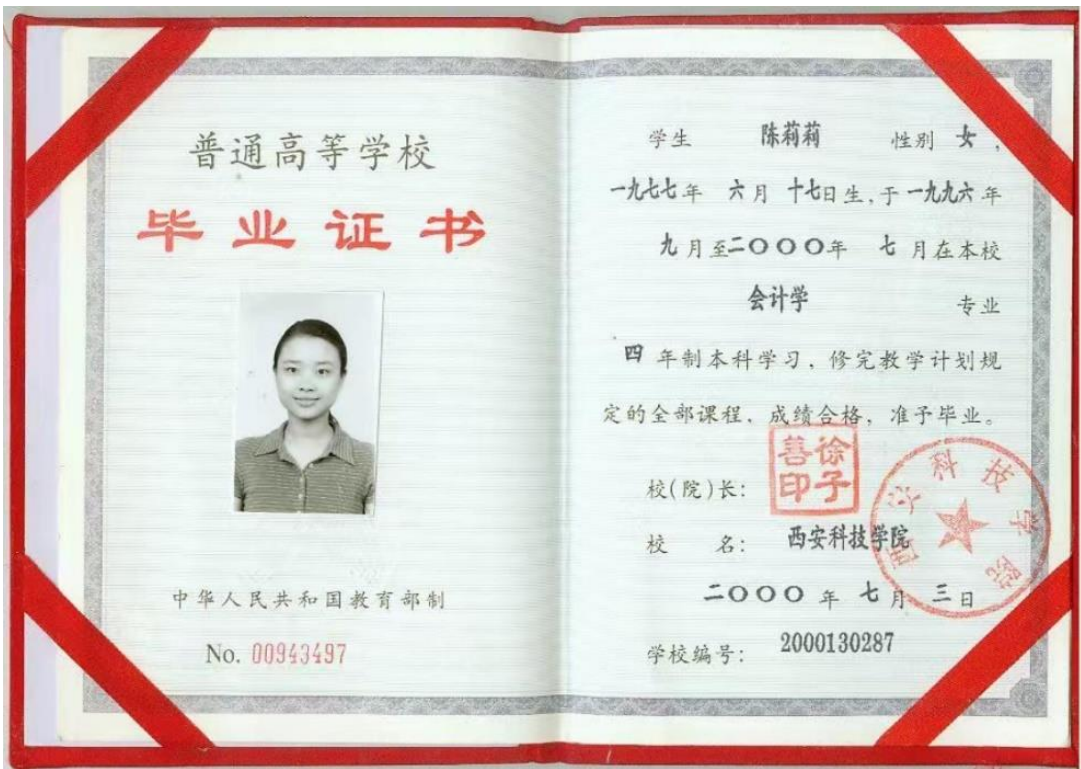 普通高等学校
毕业证书
中华人民共和国教育部制
No. 00943497
学生 陈莉莉 性别 女，
一九七七年 六月 十七日生，于一九九六年
九月至二〇〇〇年 七月在本校
会计学 专业
四年制本科学习，修完教学计划规
定的全部课程，成绩合格，准予毕业。
校(院)长：
徐子善印
校 名： 西安科技学院
西安科技学院
二〇〇〇年 七月 三日
学校编号： 2000130287